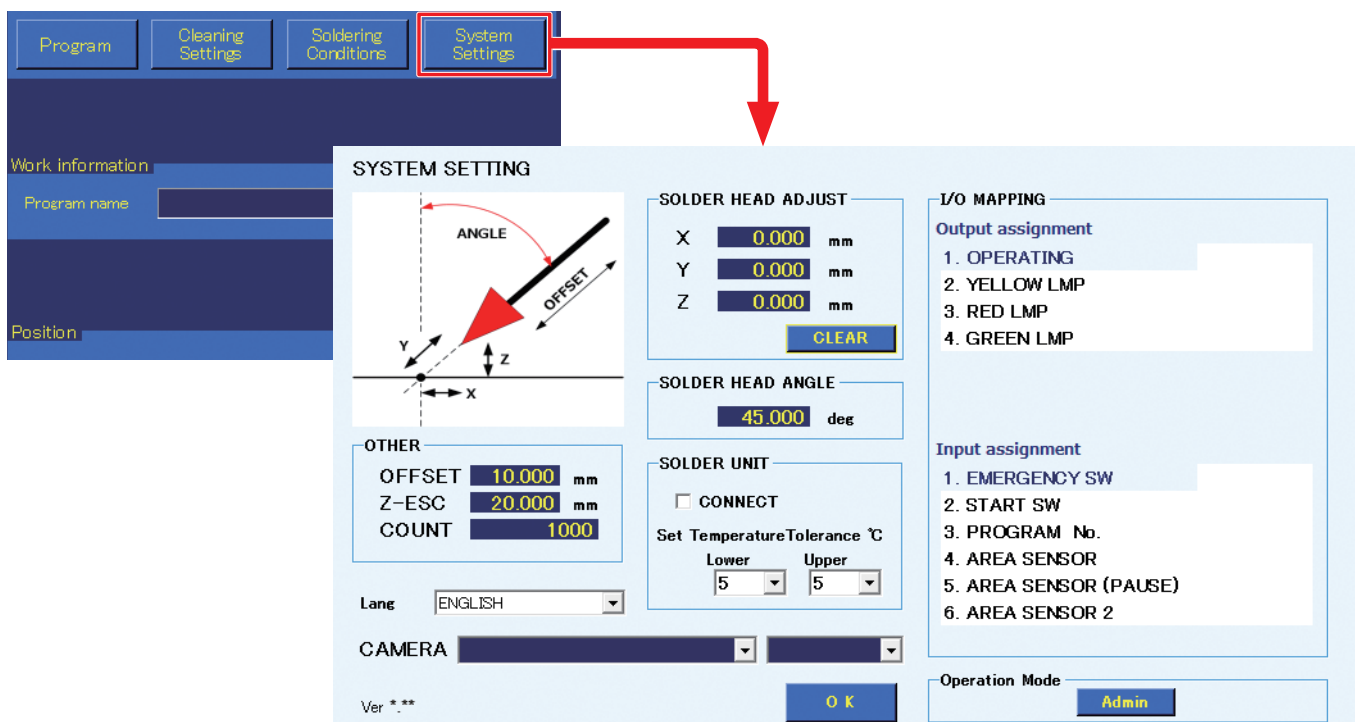 Program
Cleaning
Settings
Soldering
Conditions
System
Settings
Work information
Program name
Position
SYSTEM SETTING
ANGLE
OFFSET
Y
Z
X
OTHER
OFFSET 10.000 mm
Z-ESC 20.000 mm
COUNT 1000
Lang ENGLISH
CAMERA
Ver *.**
SOLDER HEAD ADJUST
X 0.000 mm
Y 0.000 mm
Z 0.000 mm
CLEAR
SOLDER HEAD ANGLE
45.000 deg
SOLDER UNIT
CONNECT
Set TemperatureTolerance ℃
Lower Upper
5 5
O K
I/O MAPPING
Output assignment
1. OPERATING
2. YELLOW LMP
3. RED LMP
4. GREEN LMP
Input assignment
1. EMERGENCY SW
2. START SW
3. PROGRAM No.
4. AREA SENSOR
5. AREA SENSOR (PAUSE)
6. AREA SENSOR 2
Operation Mode
Admin